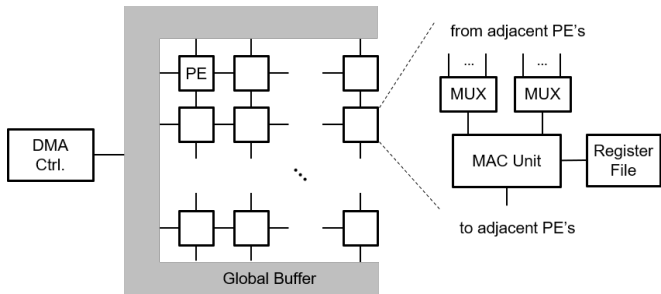 from adjacent PE's
...
...
PE
MUX
MUX
DMA
Ctrl.
MAC Unit
Register
File
to adjacent PE's
Global Buffer